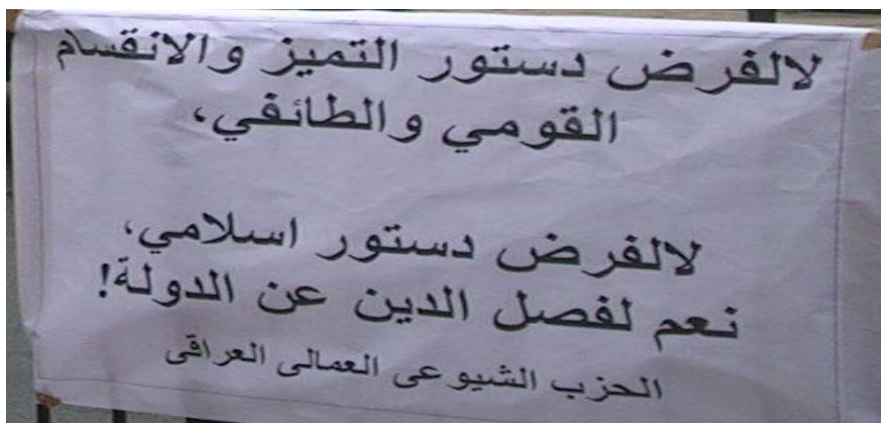 لالفرض دستور التميز والانقسام
القومي والطائفي،
لالفرض دستور اسلامي،
نعم لفصل الدين عن الدولة!
الحزب الشيوعى العمالى العراقى